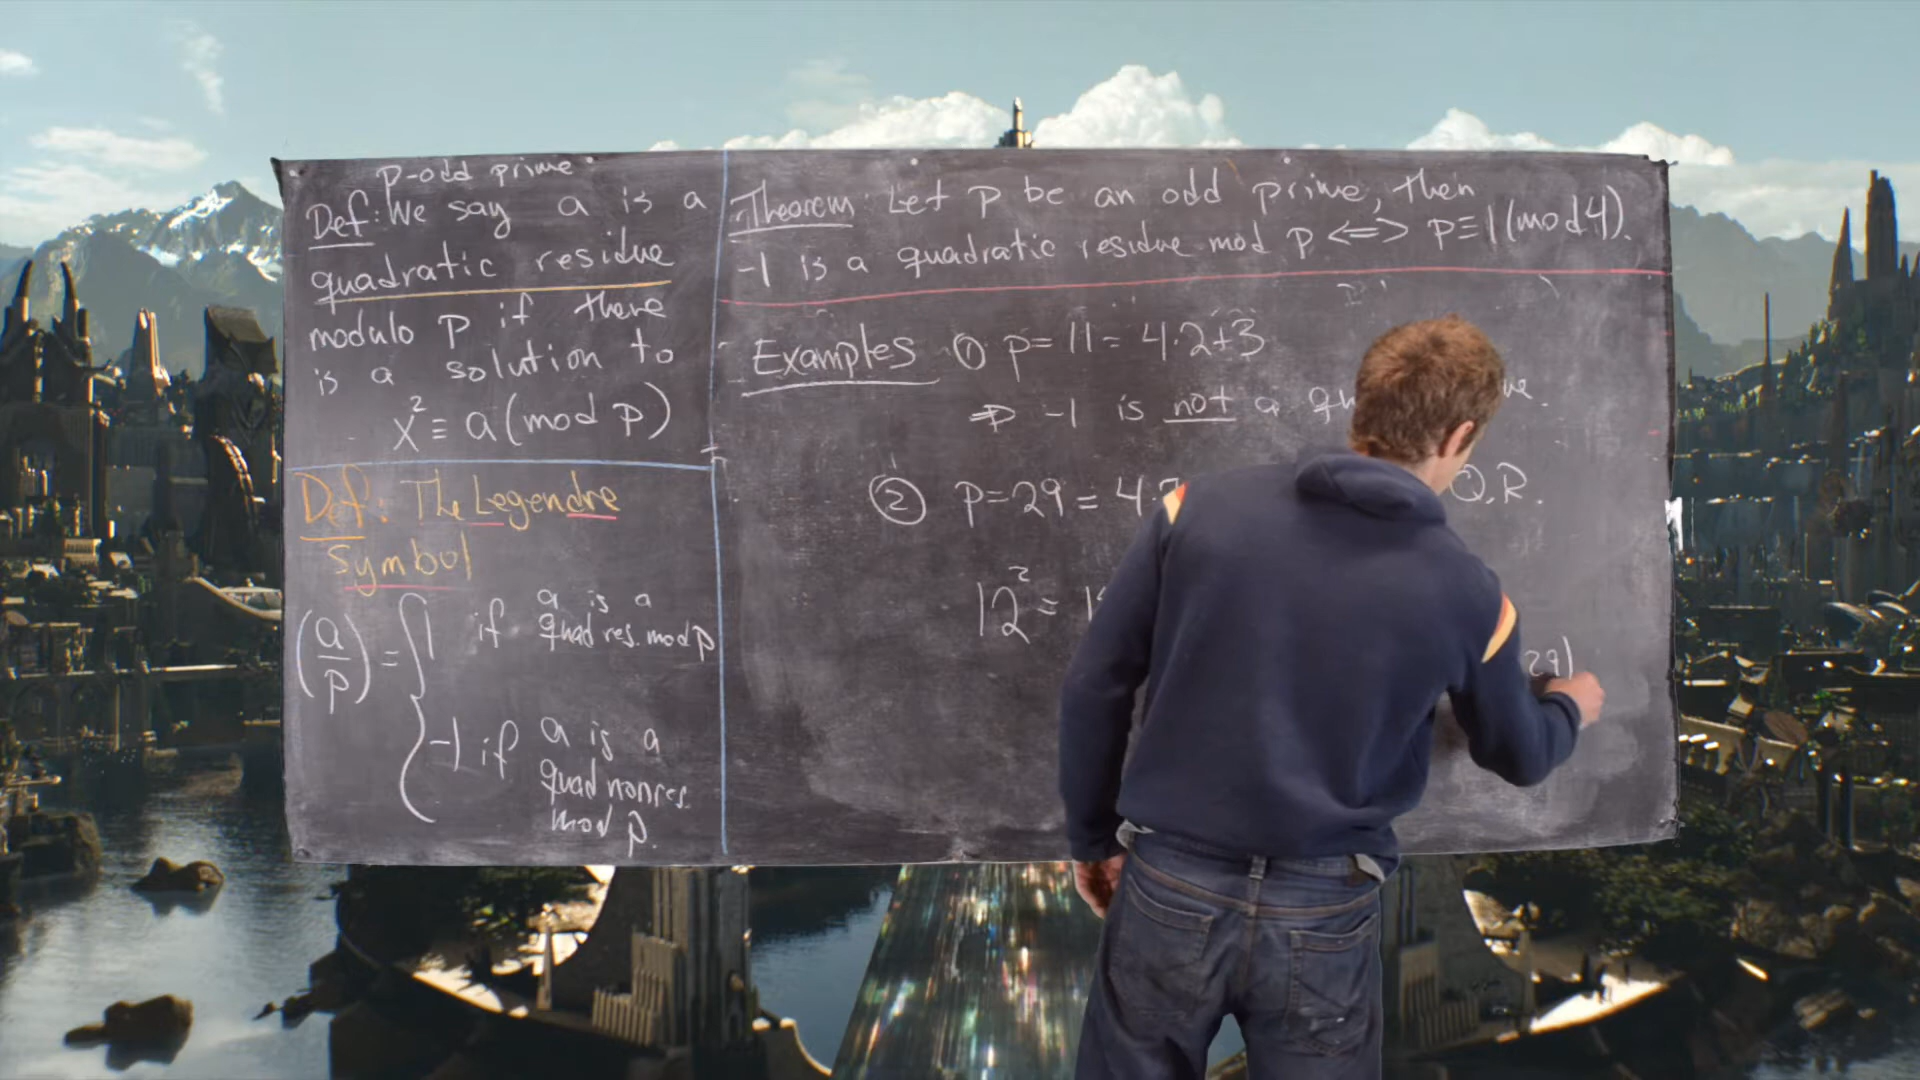 p-odd prime
Def: We say a is a
quadratic residue
modulo p if there
is a solution to
x² ≡ a (mod p)
Def: The Legendre
Symbol
(a/p) = { 1 if a is a
quad res. mod p
-1 if a is a
quad nonres.
mod p.
Theorem: Let p be an odd prime, then
-1 is a quadratic residue mod p <=> p≡1 (mod 4).
Examples ① p=11=4·2+3
⇒ -1 is not a
② p=29=4· Q.R.
12² =
29)